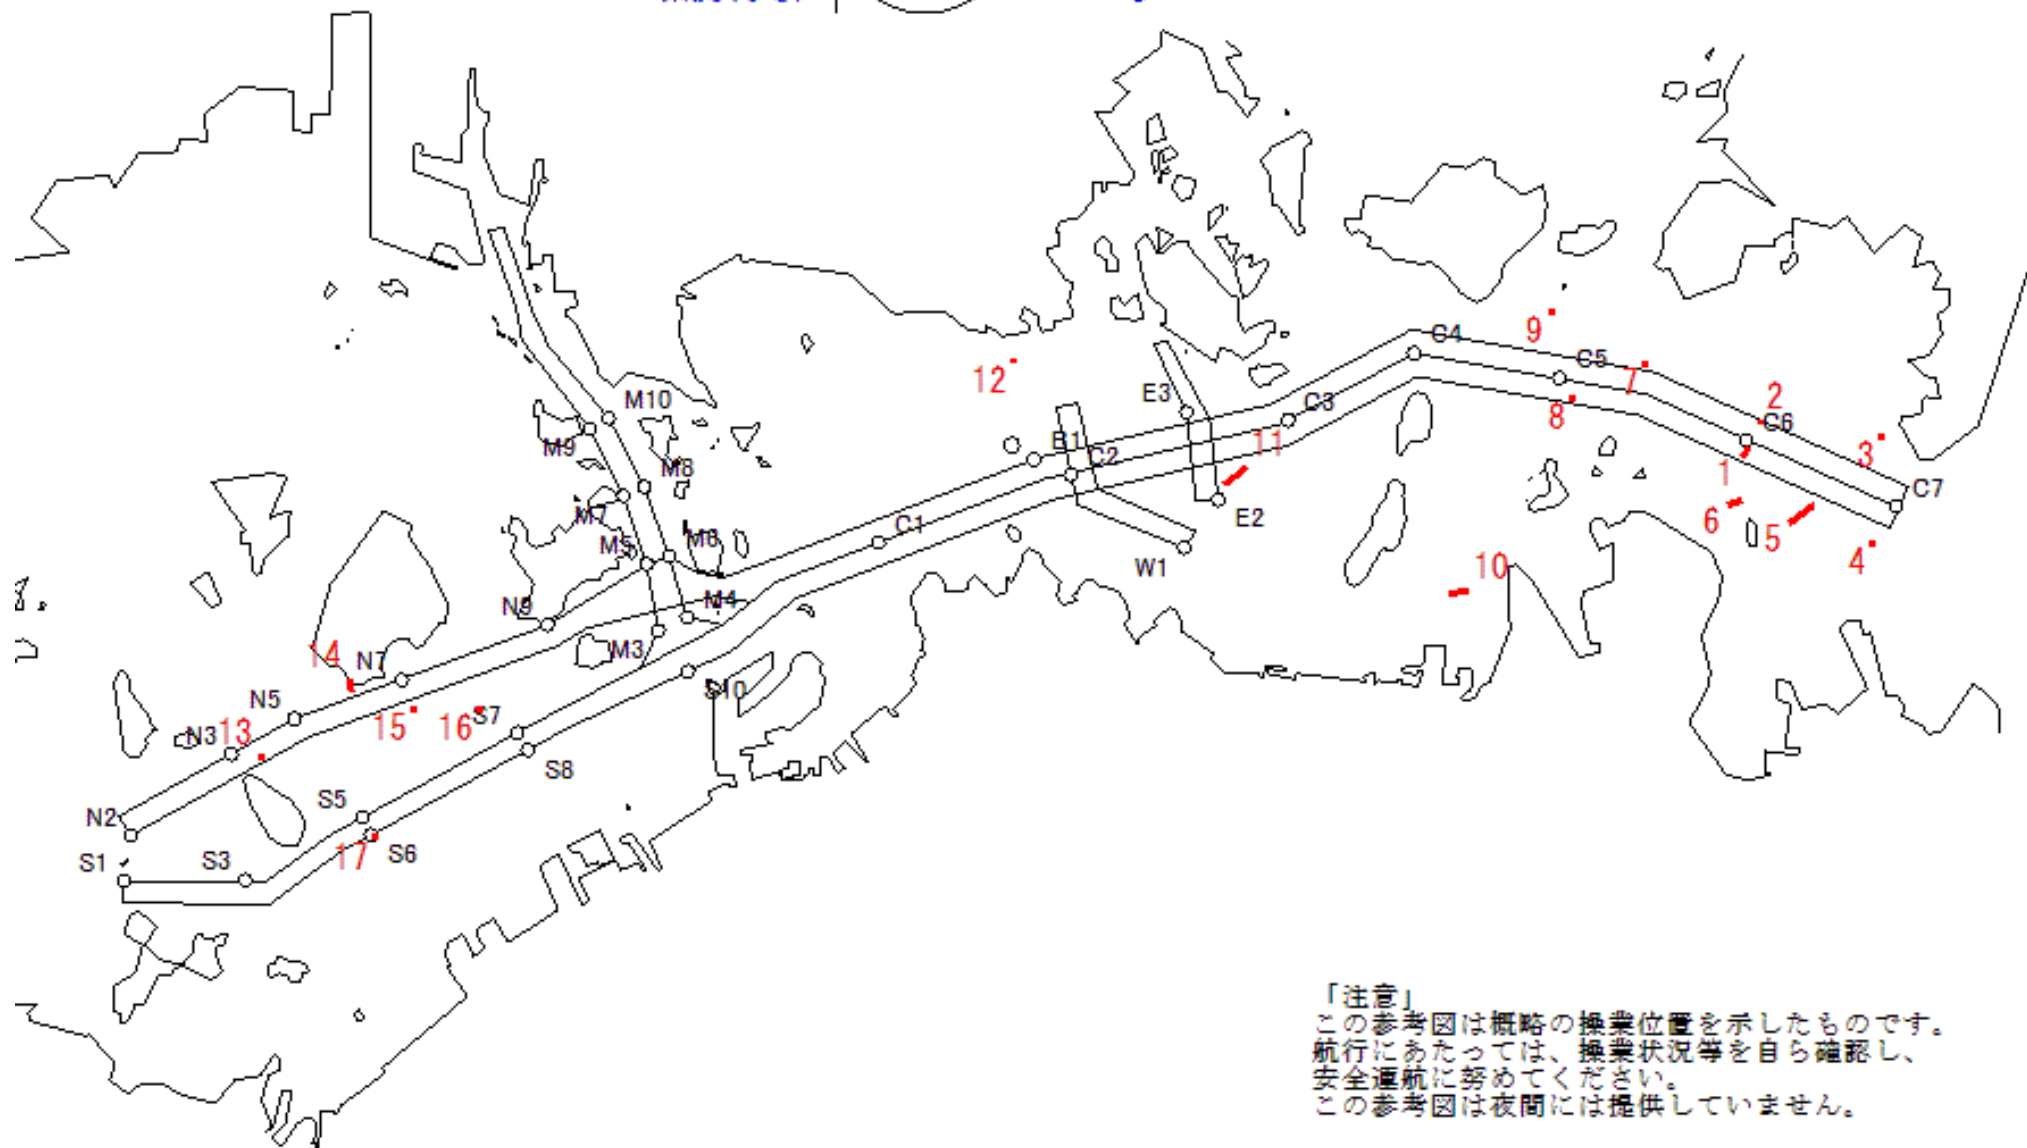 C4
9
C5
7
M10
E3
12
8
2
C3
C6
M9
B1
11
3
M8
C2
1
C7
M7
E2
6
C1
5
M5
M6
4
W1
10
N9
M4
14
N7
M3
N5
S10
15
16
S7
N3
13
S8
S5
N2
17
S6
S1
S3
「注意」
この参考図は概略の操業位置を示したものです。
航行にあたっては、操業状況等を自ら確認し、
安全運航に努めてください。
この参考図は夜間には提供していません。